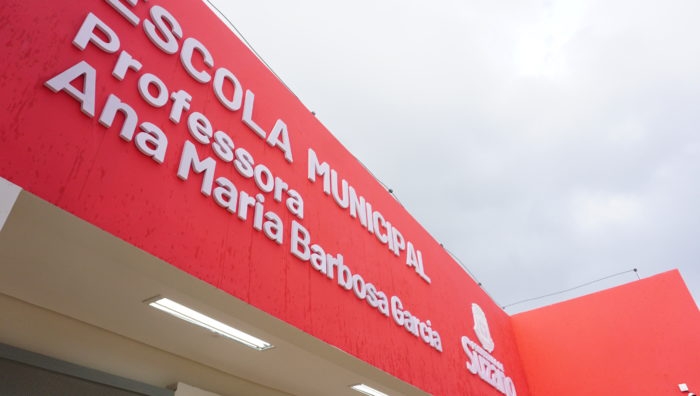 ESCOLA MUNICIPAL
Professora
Ana Maria Barbosa Garcia
Suzano